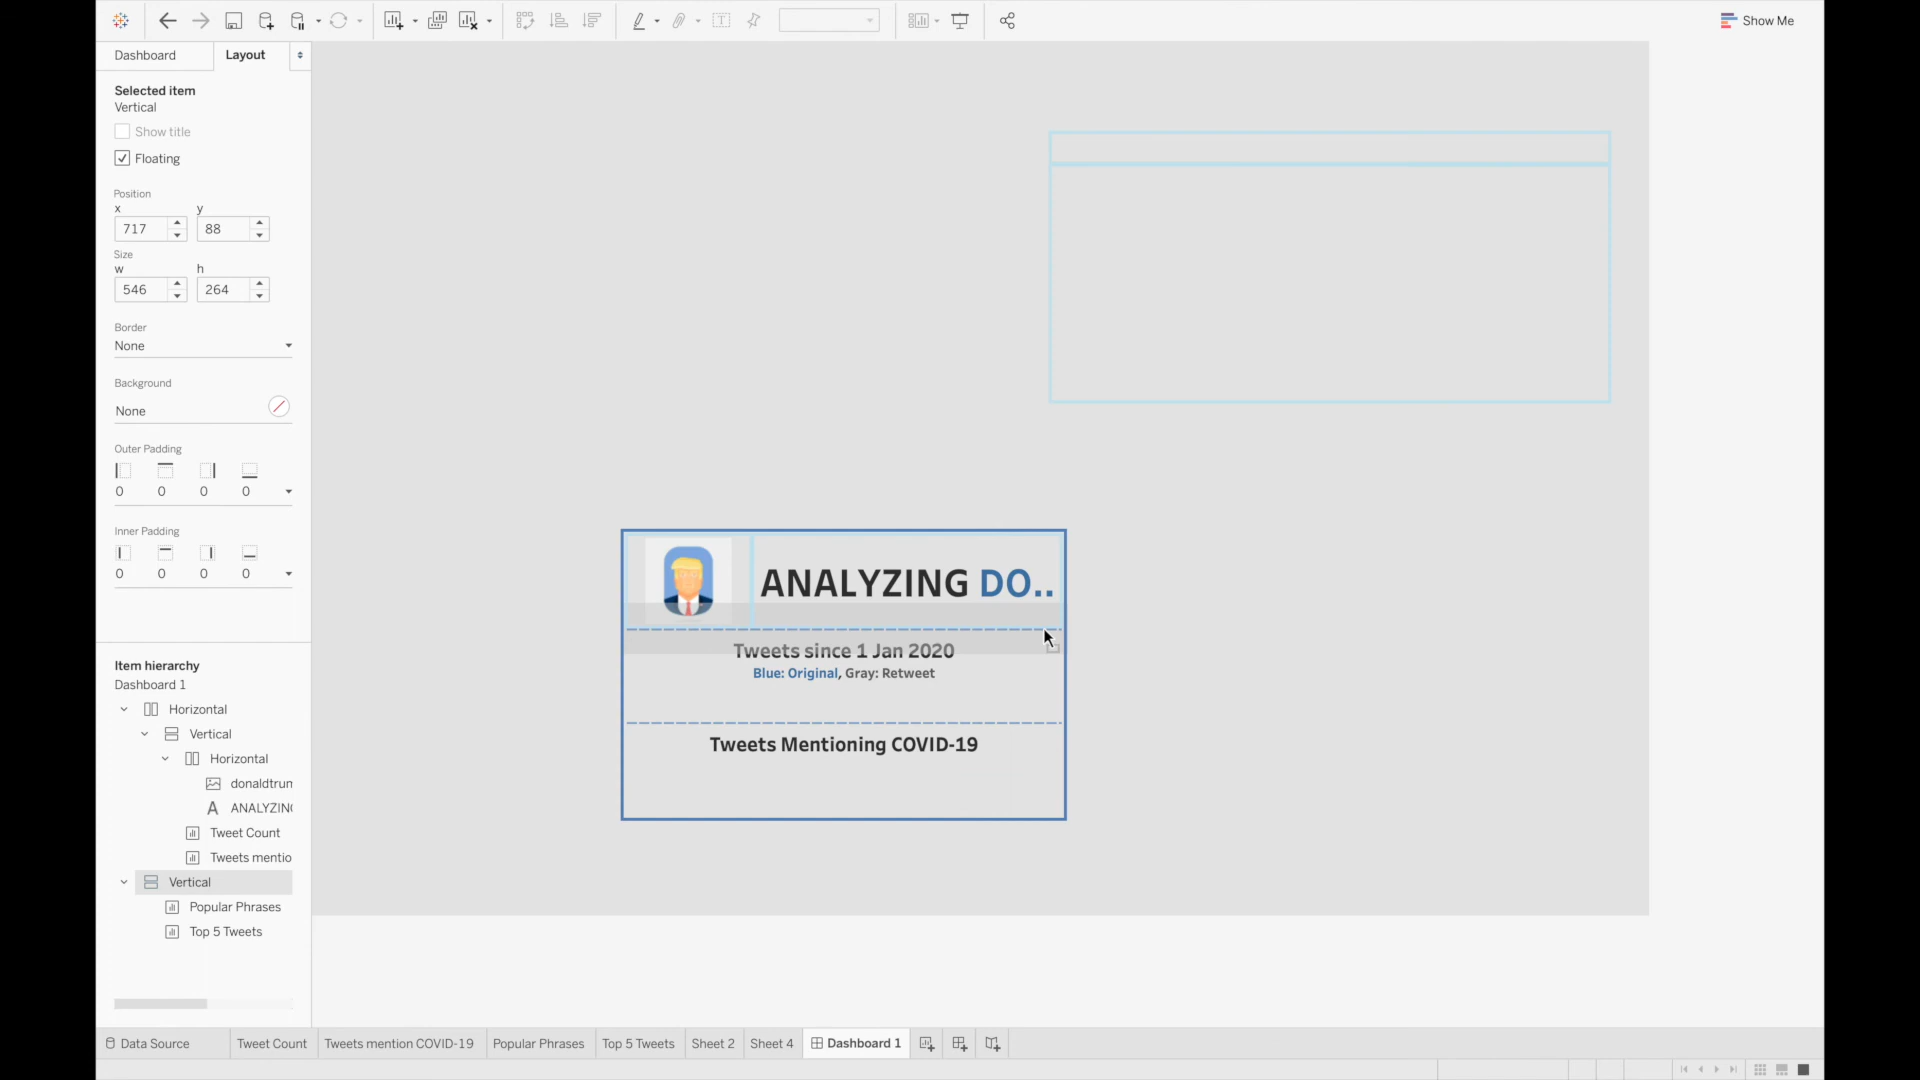 Show Me
Dashboard
Layout
Selected item
Vertical
Show title
Floating
Position
x y
717 88
Size
w h
546 264
Border
None
Background
None
Outer Padding
0 0 0 0
Inner Padding
0 0 0 0
Item hierarchy
Dashboard 1
Horizontal
Vertical
Horizontal
donaldtrun
ANALYZING
Tweet Count
Tweets mentio
Vertical
Popular Phrases
Top 5 Tweets
ANALYZING DO..
Tweets since 1 Jan 2020
Blue: Original, Gray: Retweet
Tweets Mentioning COVID-19
Data Source Tweet Count Tweets mention COVID-19 Popular Phrases Top 5 Tweets Sheet 2 Sheet 4 Dashboard 1